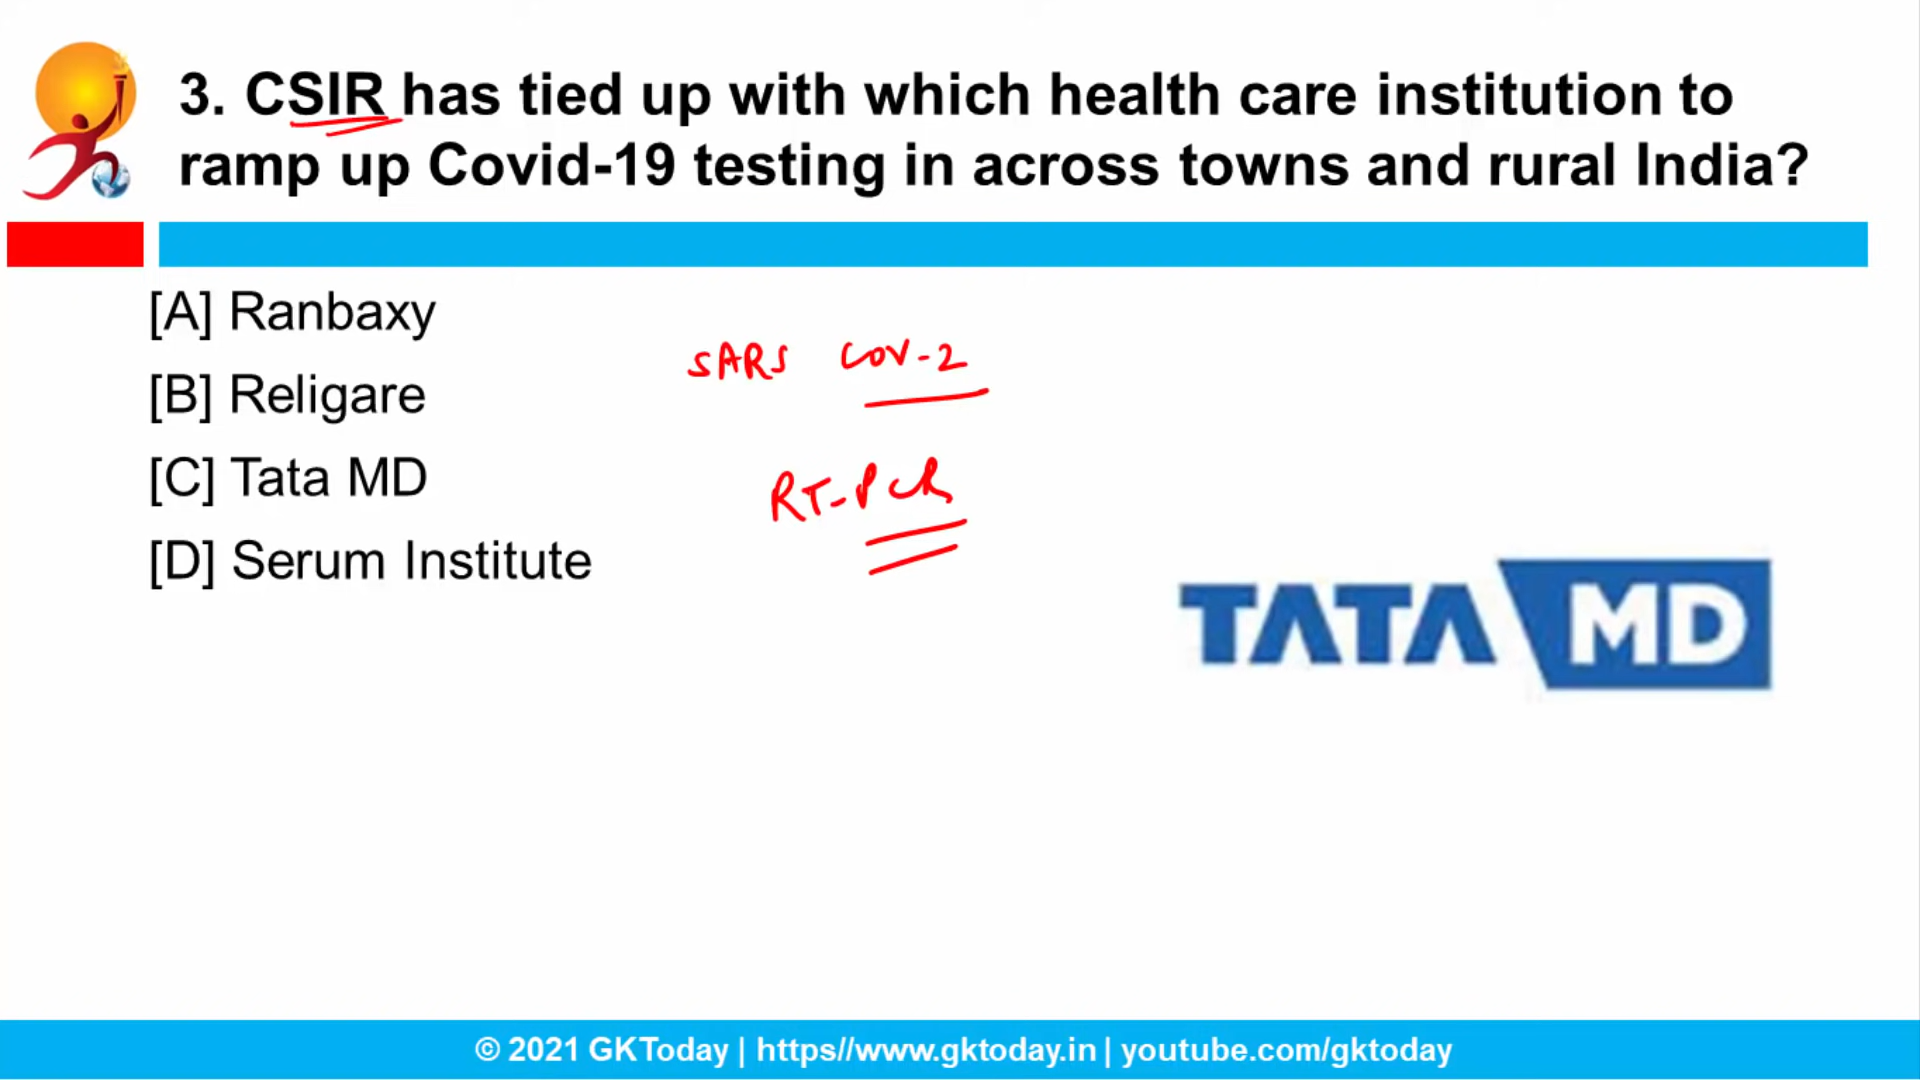 3. CSIR has tied up with which health care institution to
ramp up Covid-19 testing in across towns and rural India?
[A] Ranbaxy
[B] Religare
[C] Tata MD
[D] Serum Institute
SARS COV-2
RT-PCR
TATA MD
© 2021 GKToday | https//www.gktoday.in | youtube.com/gktoday